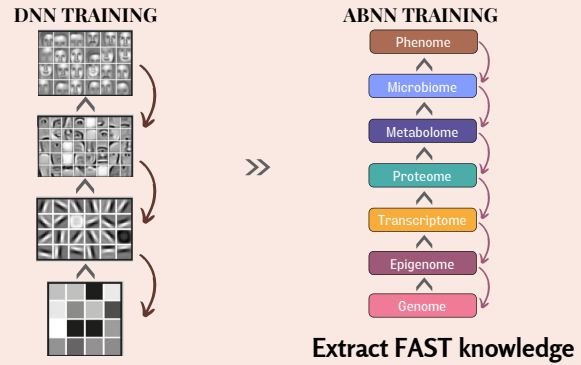 DNN TRAINING
ABNN TRAINING
Phenome
Microbiome
Metabolome
Proteome
Transcriptome
Epigenome
Genome
Extract FAST knowledge